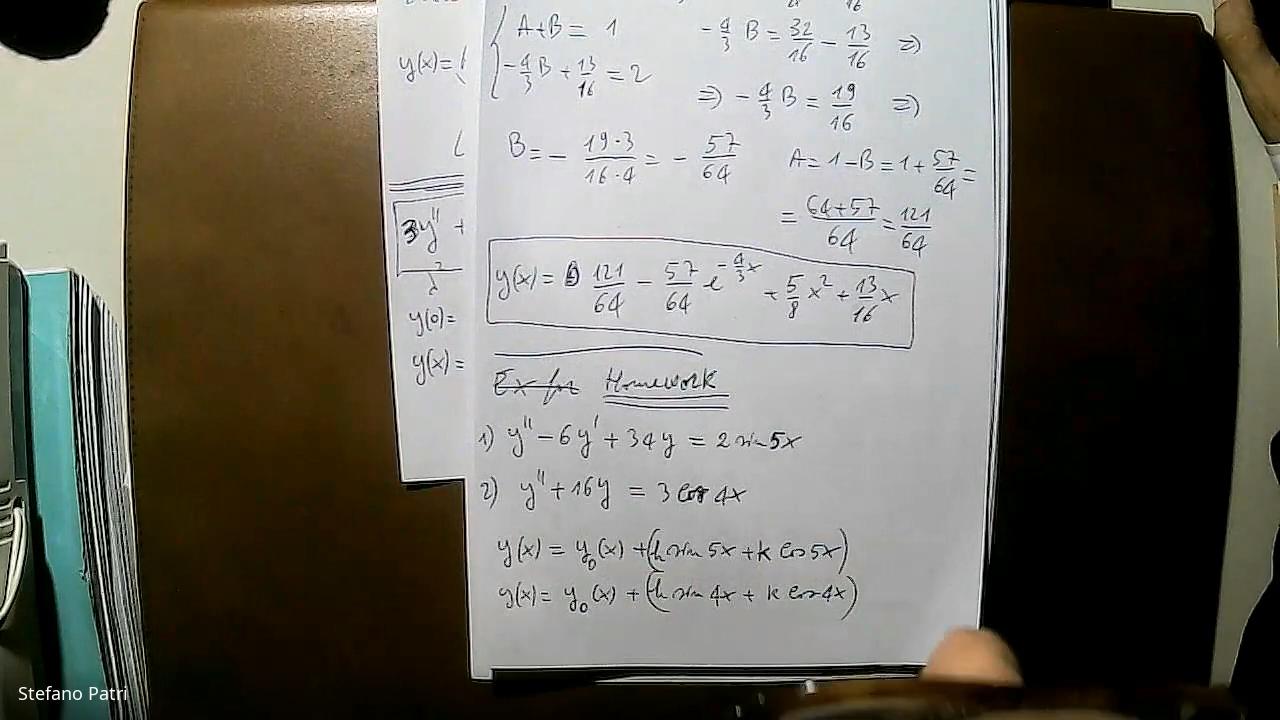 y(x)=
3y" +
y(0)=
y(x)=
A+B = 1
-4/3 B + 13/16 = 2
-4/3 B = 32/16 - 13/16 =>
=> -4/3 B = 19/16 =>
B = - 19·3/16·4 = - 57/64
A = 1-B = 1 + 57/64 =
= 64+57/64 = 121/64
y(x) = 121/64 - 57/64 e^{-4/3 x} + 5/8 x² + 13/16 x
Ex for Homework
1) y" - 6y' + 34y = 2 sin 5x
2) y" + 16y = 3 cos 4x
y(x) = y₀(x) + (h sin 5x + k cos 5x)
y(x) = y₀(x) + (h sin 4x + k cos 4x)
Stefano Patri